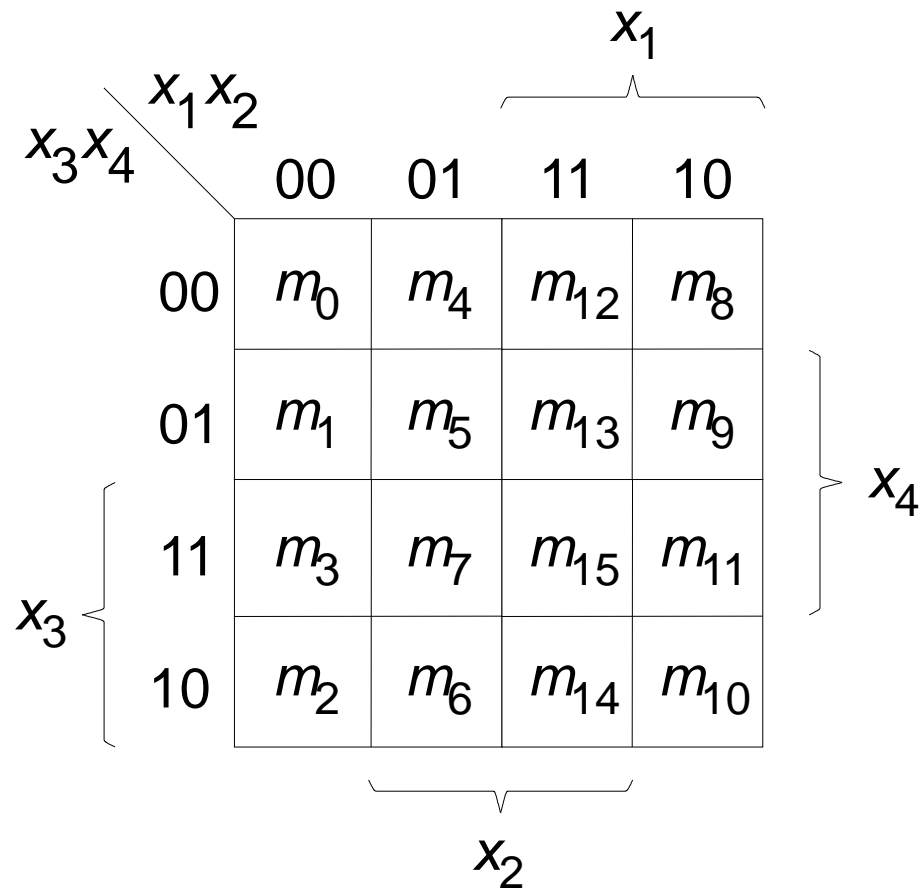 x₁
x₁x₂
x₃x₄
00 01 11 10
00 m₀ m₄ m₁₂ m₈
01 m₁ m₅ m₁₃ m₉
x₄
11 m₃ m₇ m₁₅ m₁₁
x₃
10 m₂ m₆ m₁₄ m₁₀
x₂